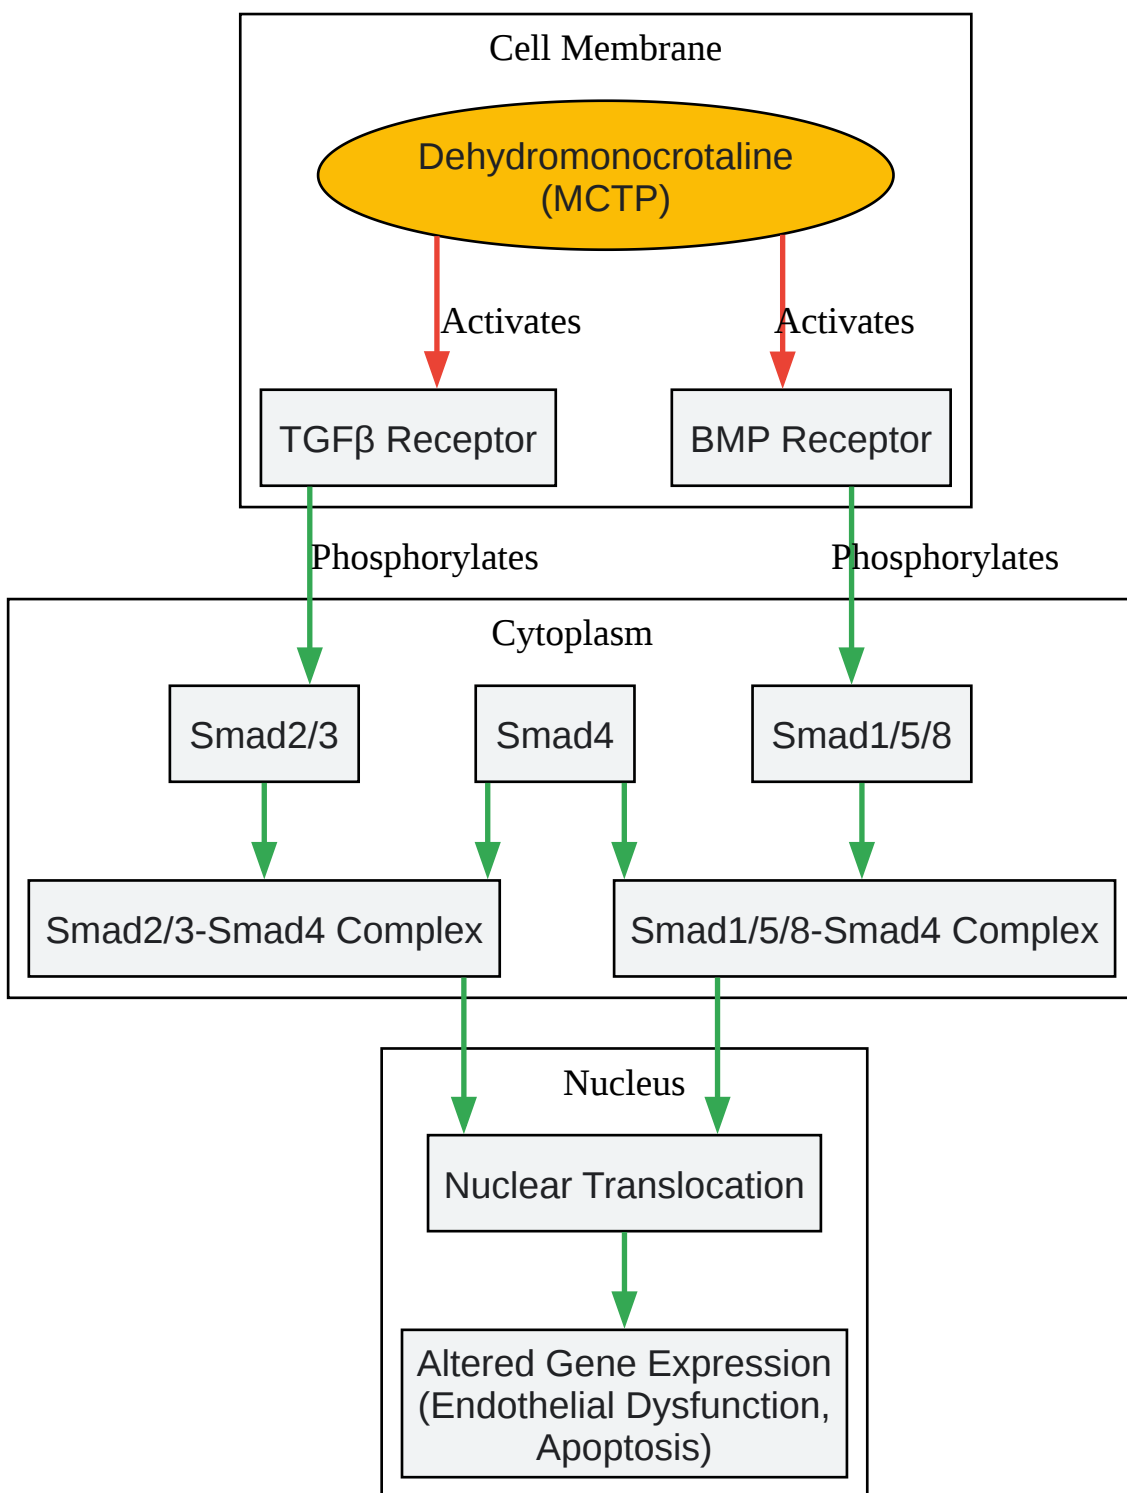 Cell Membrane
Dehydromonocrotaline
(MCTP)
Activates
Activates
TGFβ Receptor
BMP Receptor
Phosphorylates
Phosphorylates
Cytoplasm
Smad2/3
Smad4
Smad1/5/8
Smad2/3-Smad4 Complex
Smad1/5/8-Smad4 Complex
Nucleus
Nuclear Translocation
Altered Gene Expression
(Endothelial Dysfunction,
Apoptosis)